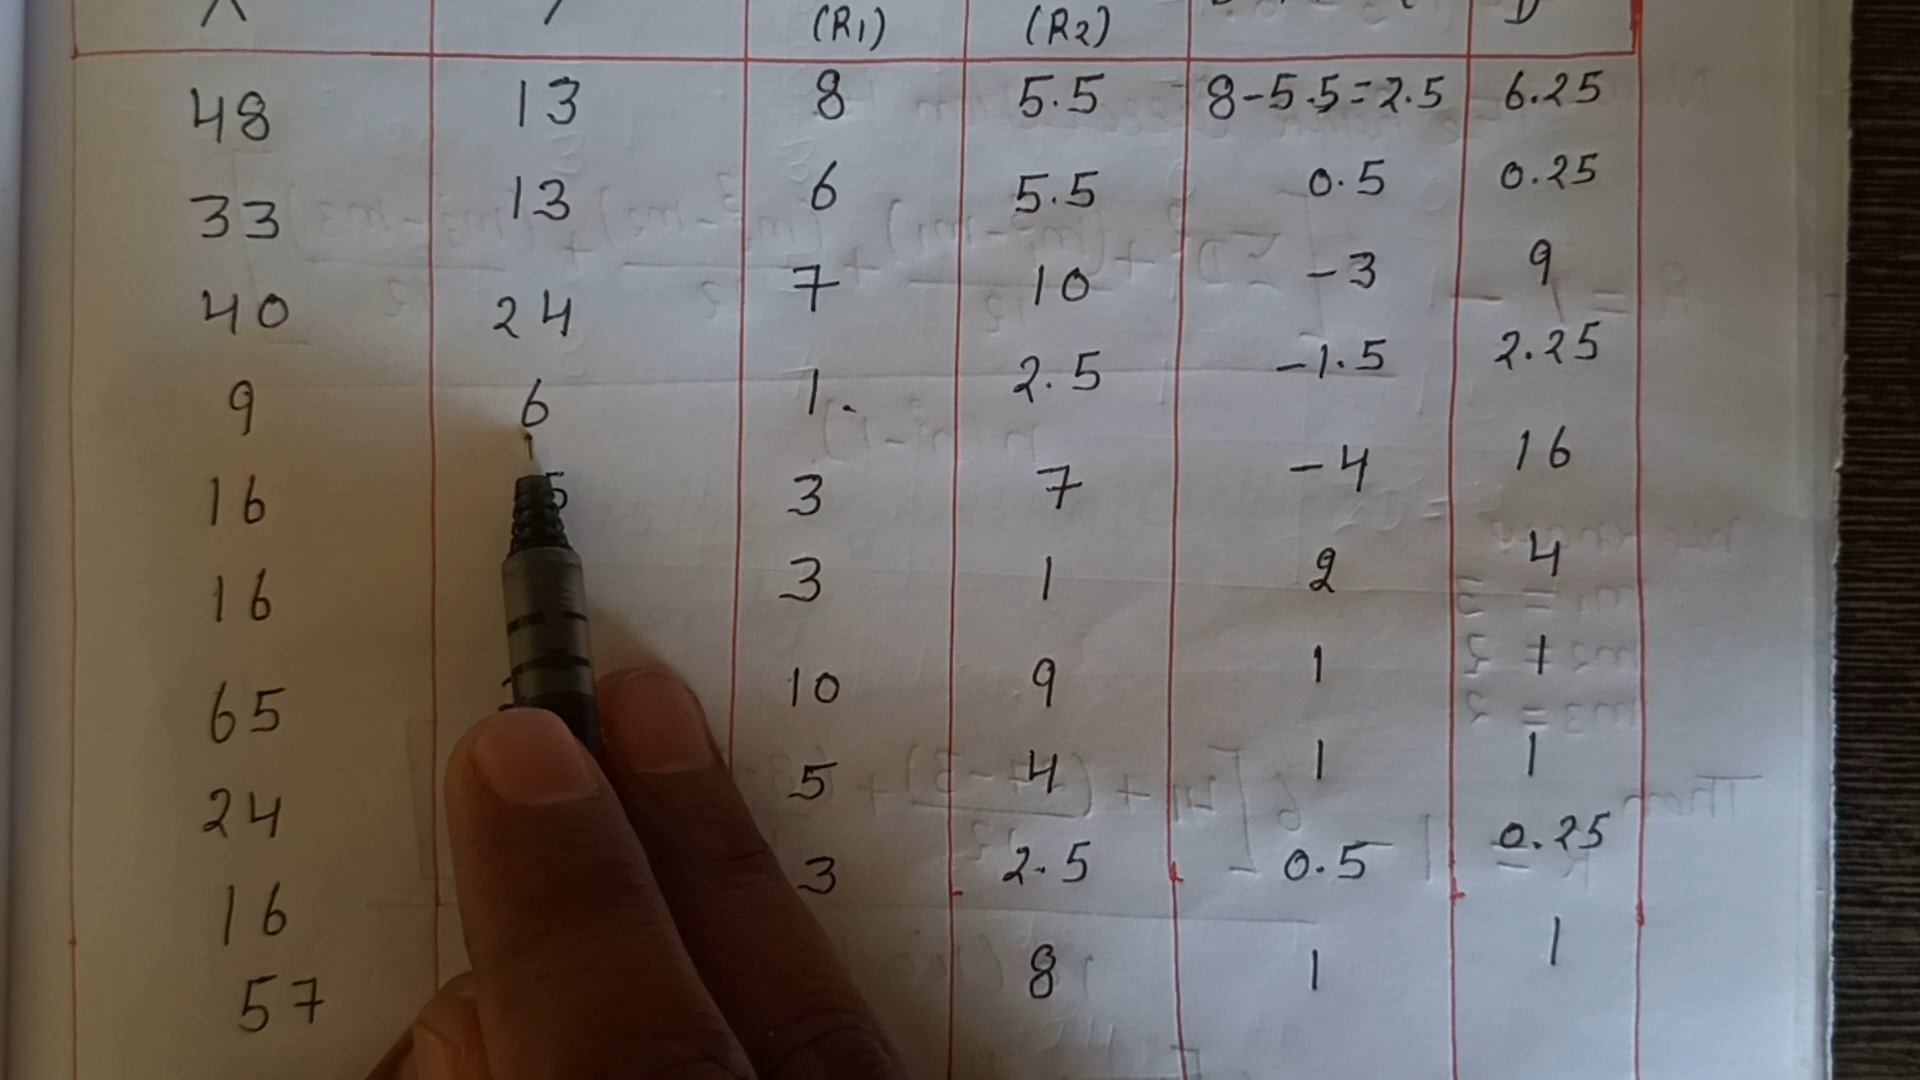 X Y (R1) (R2) D²
48 13 8 5.5 8-5.5=2.5 6.25
33 13 6 5.5 0.5 0.25
40 24 7 10 -3 9
9 6 1. 2.5 -1.5 2.25
16 5 3 7 -4 16
16 3 1 2 4
65 10 9 1 1
24 5 4 1 1
16 3 2.5 0.5 0.25
57 8 1 1